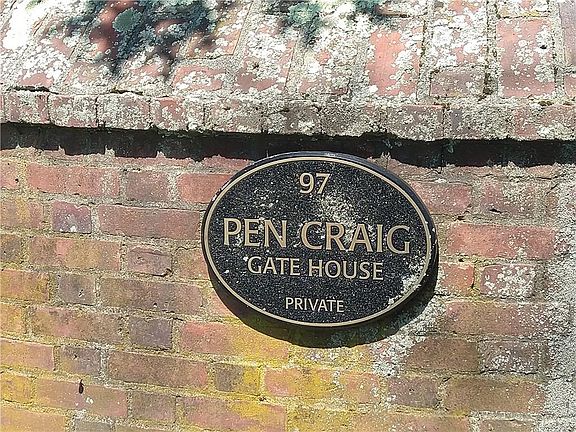 97
PEN CRAIG
GATE HOUSE
PRIVATE